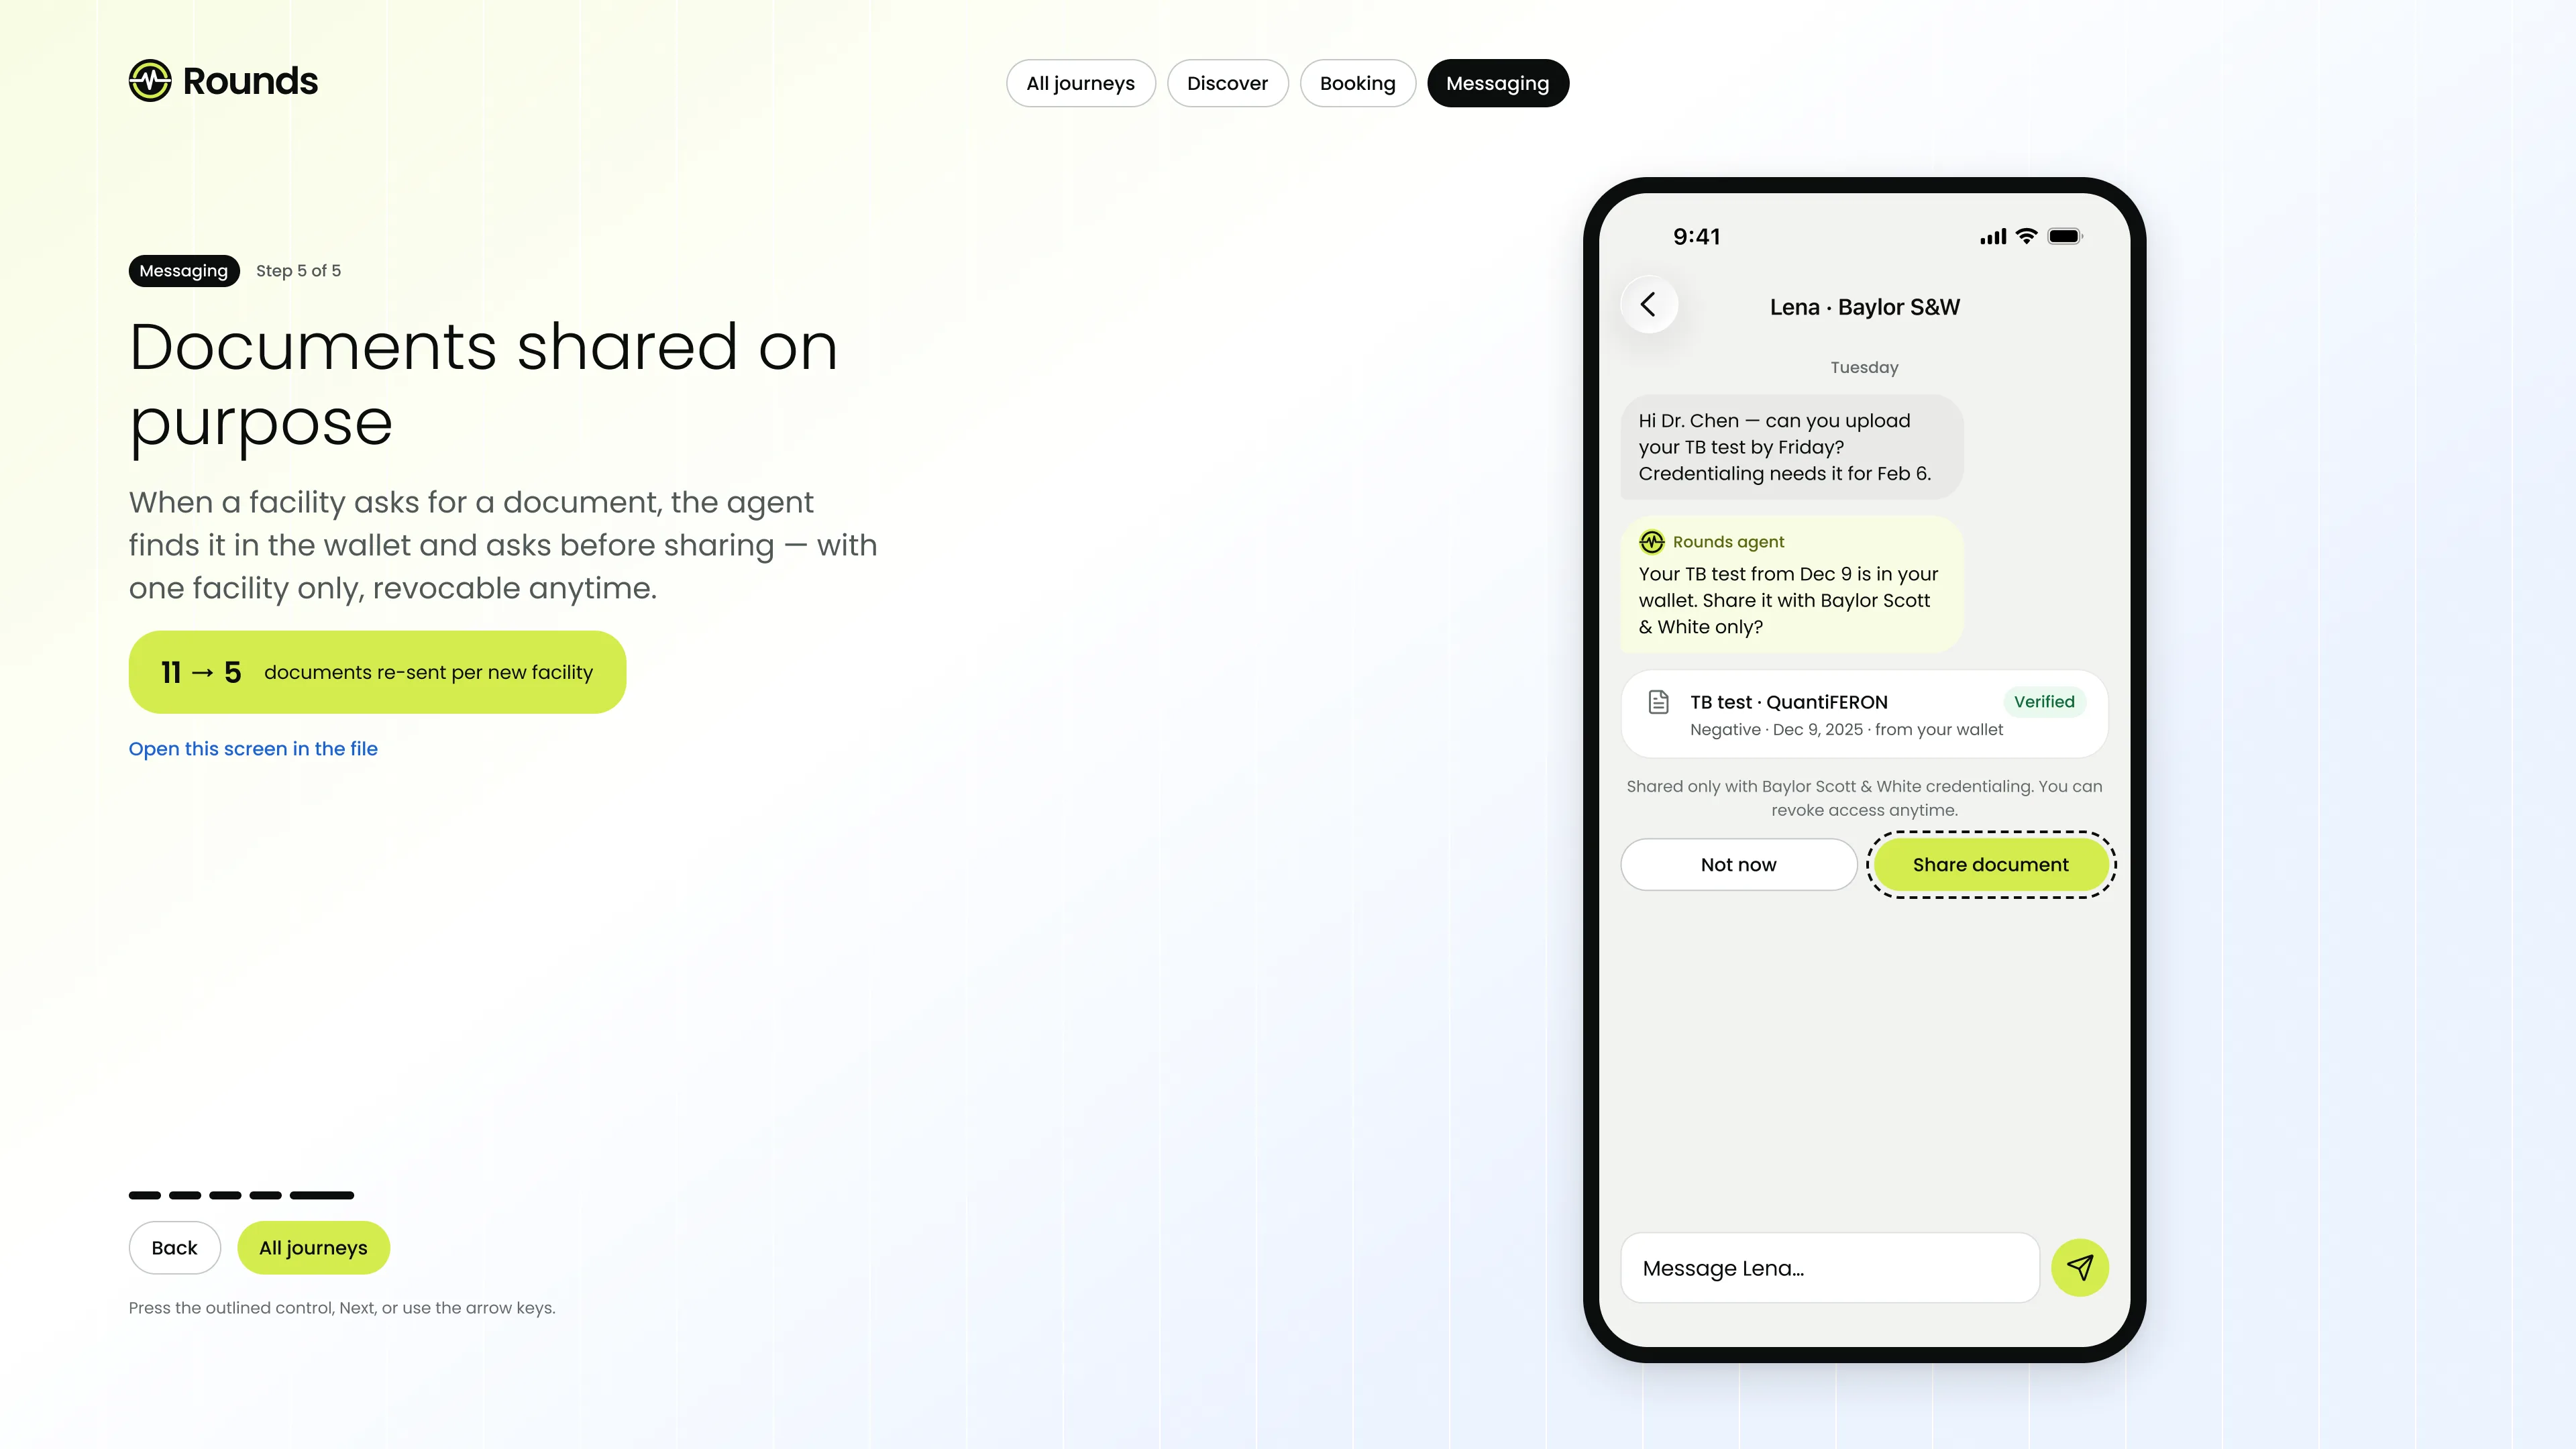 Rounds
All journeys
Discover
Booking
Messaging
Messaging
Step 5 of 5
Documents shared on
purpose
When a facility asks for a document, the agent
finds it in the wallet and asks before sharing — with
one facility only, revocable anytime.
11 → 5 documents re-sent per new facility
Open this screen in the file
Back
All journeys
Press the outlined control, Next, or use the arrow keys.
9:41
Lena · Baylor S&W
Tuesday
Hi Dr. Chen — can you upload
your TB test by Friday?
Credentialing needs it for Feb 6.
Rounds agent
Your TB test from Dec 9 is in your
wallet. Share it with Baylor Scott
& White only?
TB test · QuantiFERON
Verified
Negative · Dec 9, 2025 · from your wallet
Shared only with Baylor Scott & White credentialing. You can
revoke access anytime.
Not now
Share document
Message Lena...